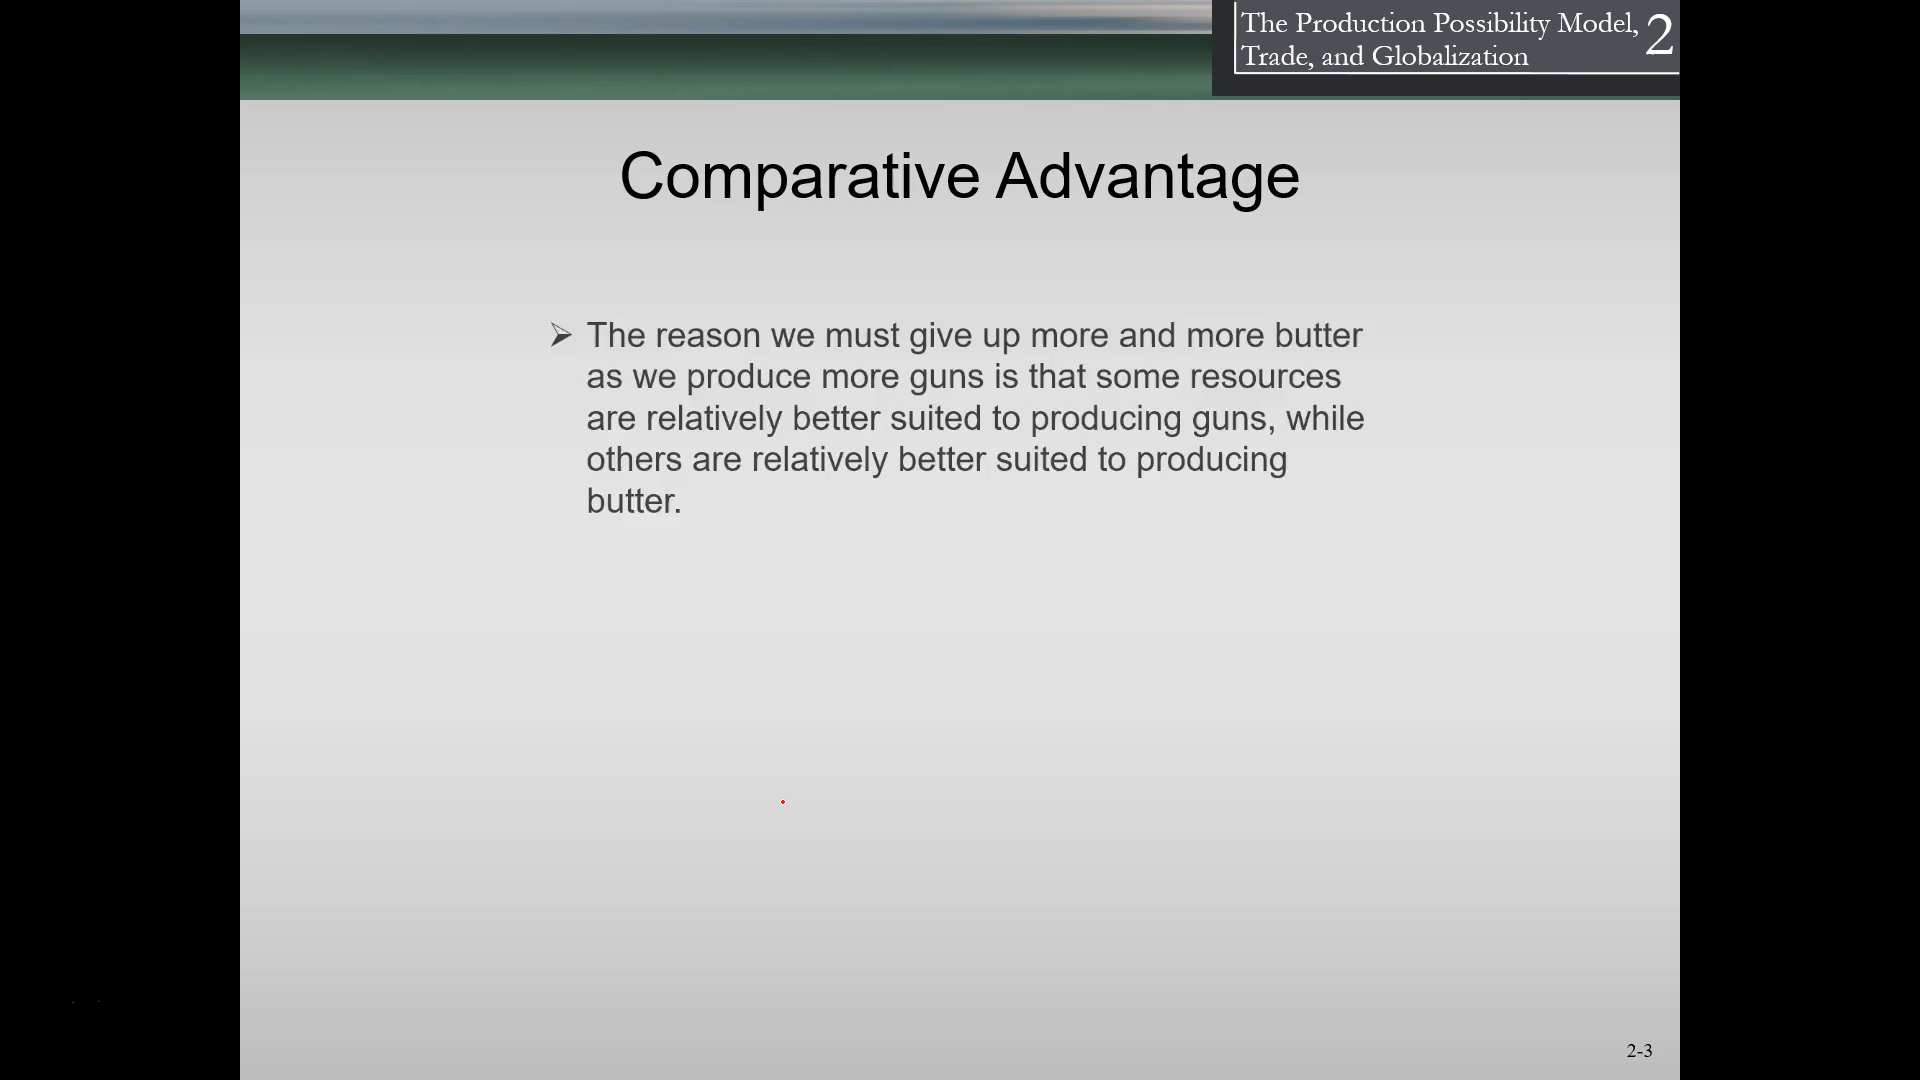 The Production Possibility Model,
Trade, and Globalization
2
Comparative Advantage
➢ The reason we must give up more and more butter
as we produce more guns is that some resources
are relatively better suited to producing guns, while
others are relatively better suited to producing
butter.
2-3